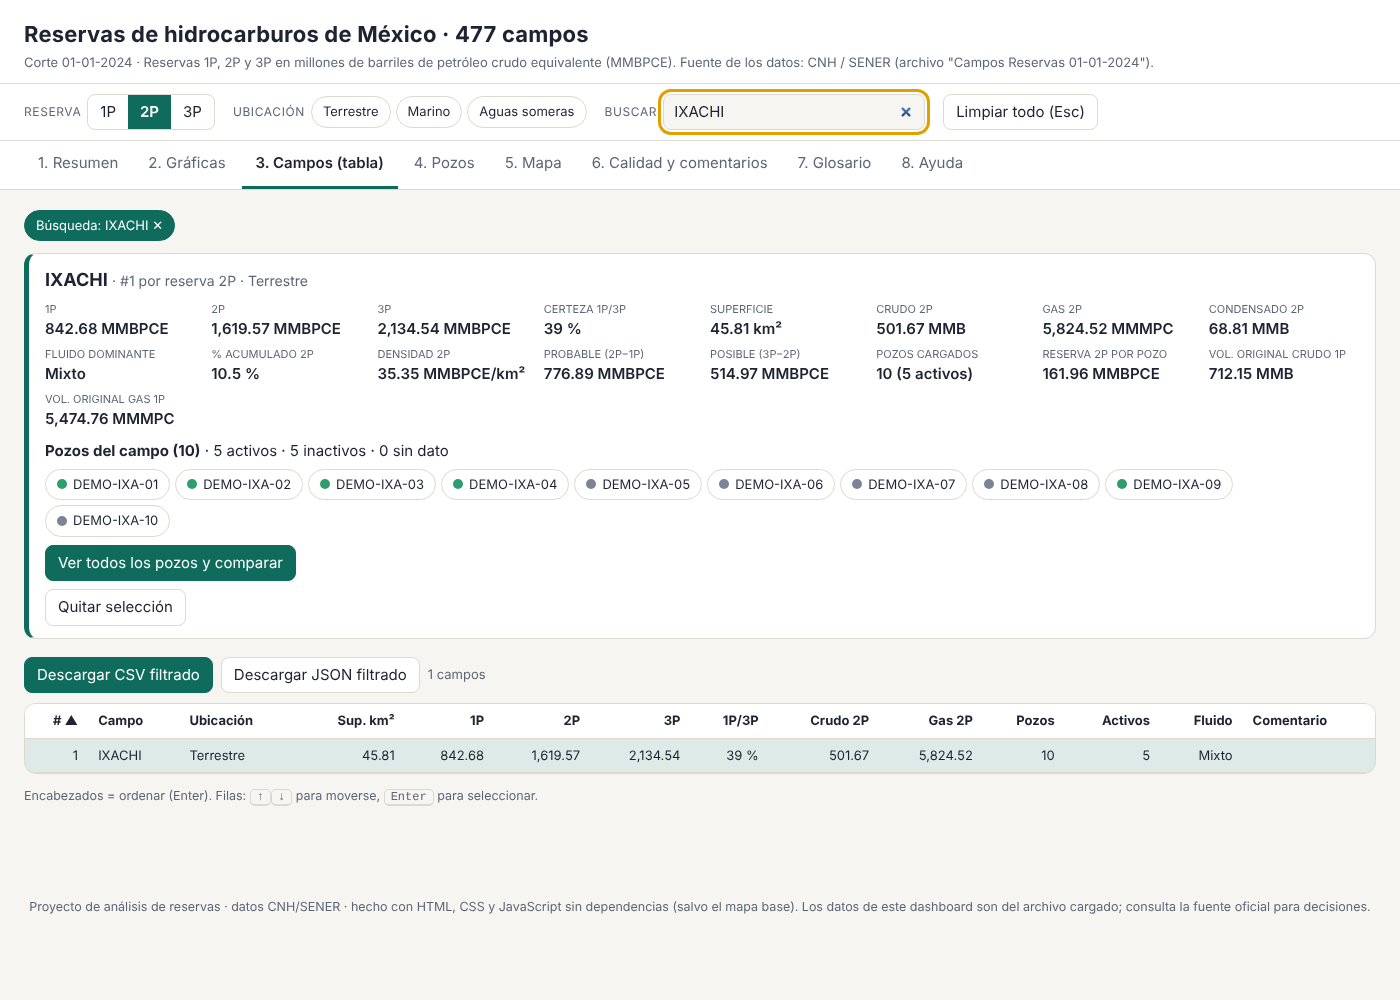 Reservas de hidrocarburos de México · 477 campos
Corte 01-01-2024 · Reservas 1P, 2P y 3P en millones de barriles de petróleo crudo equivalente (MMBPCE). Fuente de los datos: CNH / SENER (archivo "Campos Reservas 01-01-2024").
RESERVA 1P 2P 3P UBICACIÓN Terrestre Marino Aguas someras BUSCAR IXACHI × Limpiar todo (Esc)
1. Resumen 2. Gráficas 3. Campos (tabla) 4. Pozos 5. Mapa 6. Calidad y comentarios 7. Glosario 8. Ayuda
Búsqueda: IXACHI ×
IXACHI · #1 por reserva 2P · Terrestre
1P 2P 3P CERTEZA 1P/3P SUPERFICIE CRUDO 2P GAS 2P CONDENSADO 2P
842.68 MMBPCE 1,619.57 MMBPCE 2,134.54 MMBPCE 39 % 45.81 km² 501.67 MMB 5,824.52 MMMPC 68.81 MMB
FLUIDO DOMINANTE % ACUMULADO 2P DENSIDAD 2P PROBABLE (2P−1P) POSIBLE (3P−2P) POZOS CARGADOS RESERVA 2P POR POZO VOL. ORIGINAL CRUDO 1P
Mixto 10.5 % 35.35 MMBPCE/km² 776.89 MMBPCE 514.97 MMBPCE 10 (5 activos) 161.96 MMBPCE 712.15 MMB
VOL. ORIGINAL GAS 1P
5,474.76 MMMPC
Pozos del campo (10) · 5 activos · 5 inactivos · 0 sin dato
DEMO-IXA-01 DEMO-IXA-02 DEMO-IXA-03 DEMO-IXA-04 DEMO-IXA-05 DEMO-IXA-06 DEMO-IXA-07 DEMO-IXA-08 DEMO-IXA-09
DEMO-IXA-10
Ver todos los pozos y comparar
Quitar selección
Descargar CSV filtrado Descargar JSON filtrado 1 campos
# ▲ Campo Ubicación Sup. km² 1P 2P 3P 1P/3P Crudo 2P Gas 2P Pozos Activos Fluido Comentario
1 IXACHI Terrestre 45.81 842.68 1,619.57 2,134.54 39 % 501.67 5,824.52 10 5 Mixto
Encabezados = ordenar (Enter). Filas: ↑ ↓ para moverse, Enter para seleccionar.
Proyecto de análisis de reservas · datos CNH/SENER · hecho con HTML, CSS y JavaScript sin dependencias (salvo el mapa base). Los datos de este dashboard son del archivo cargado; consulta la fuente oficial para decisiones.